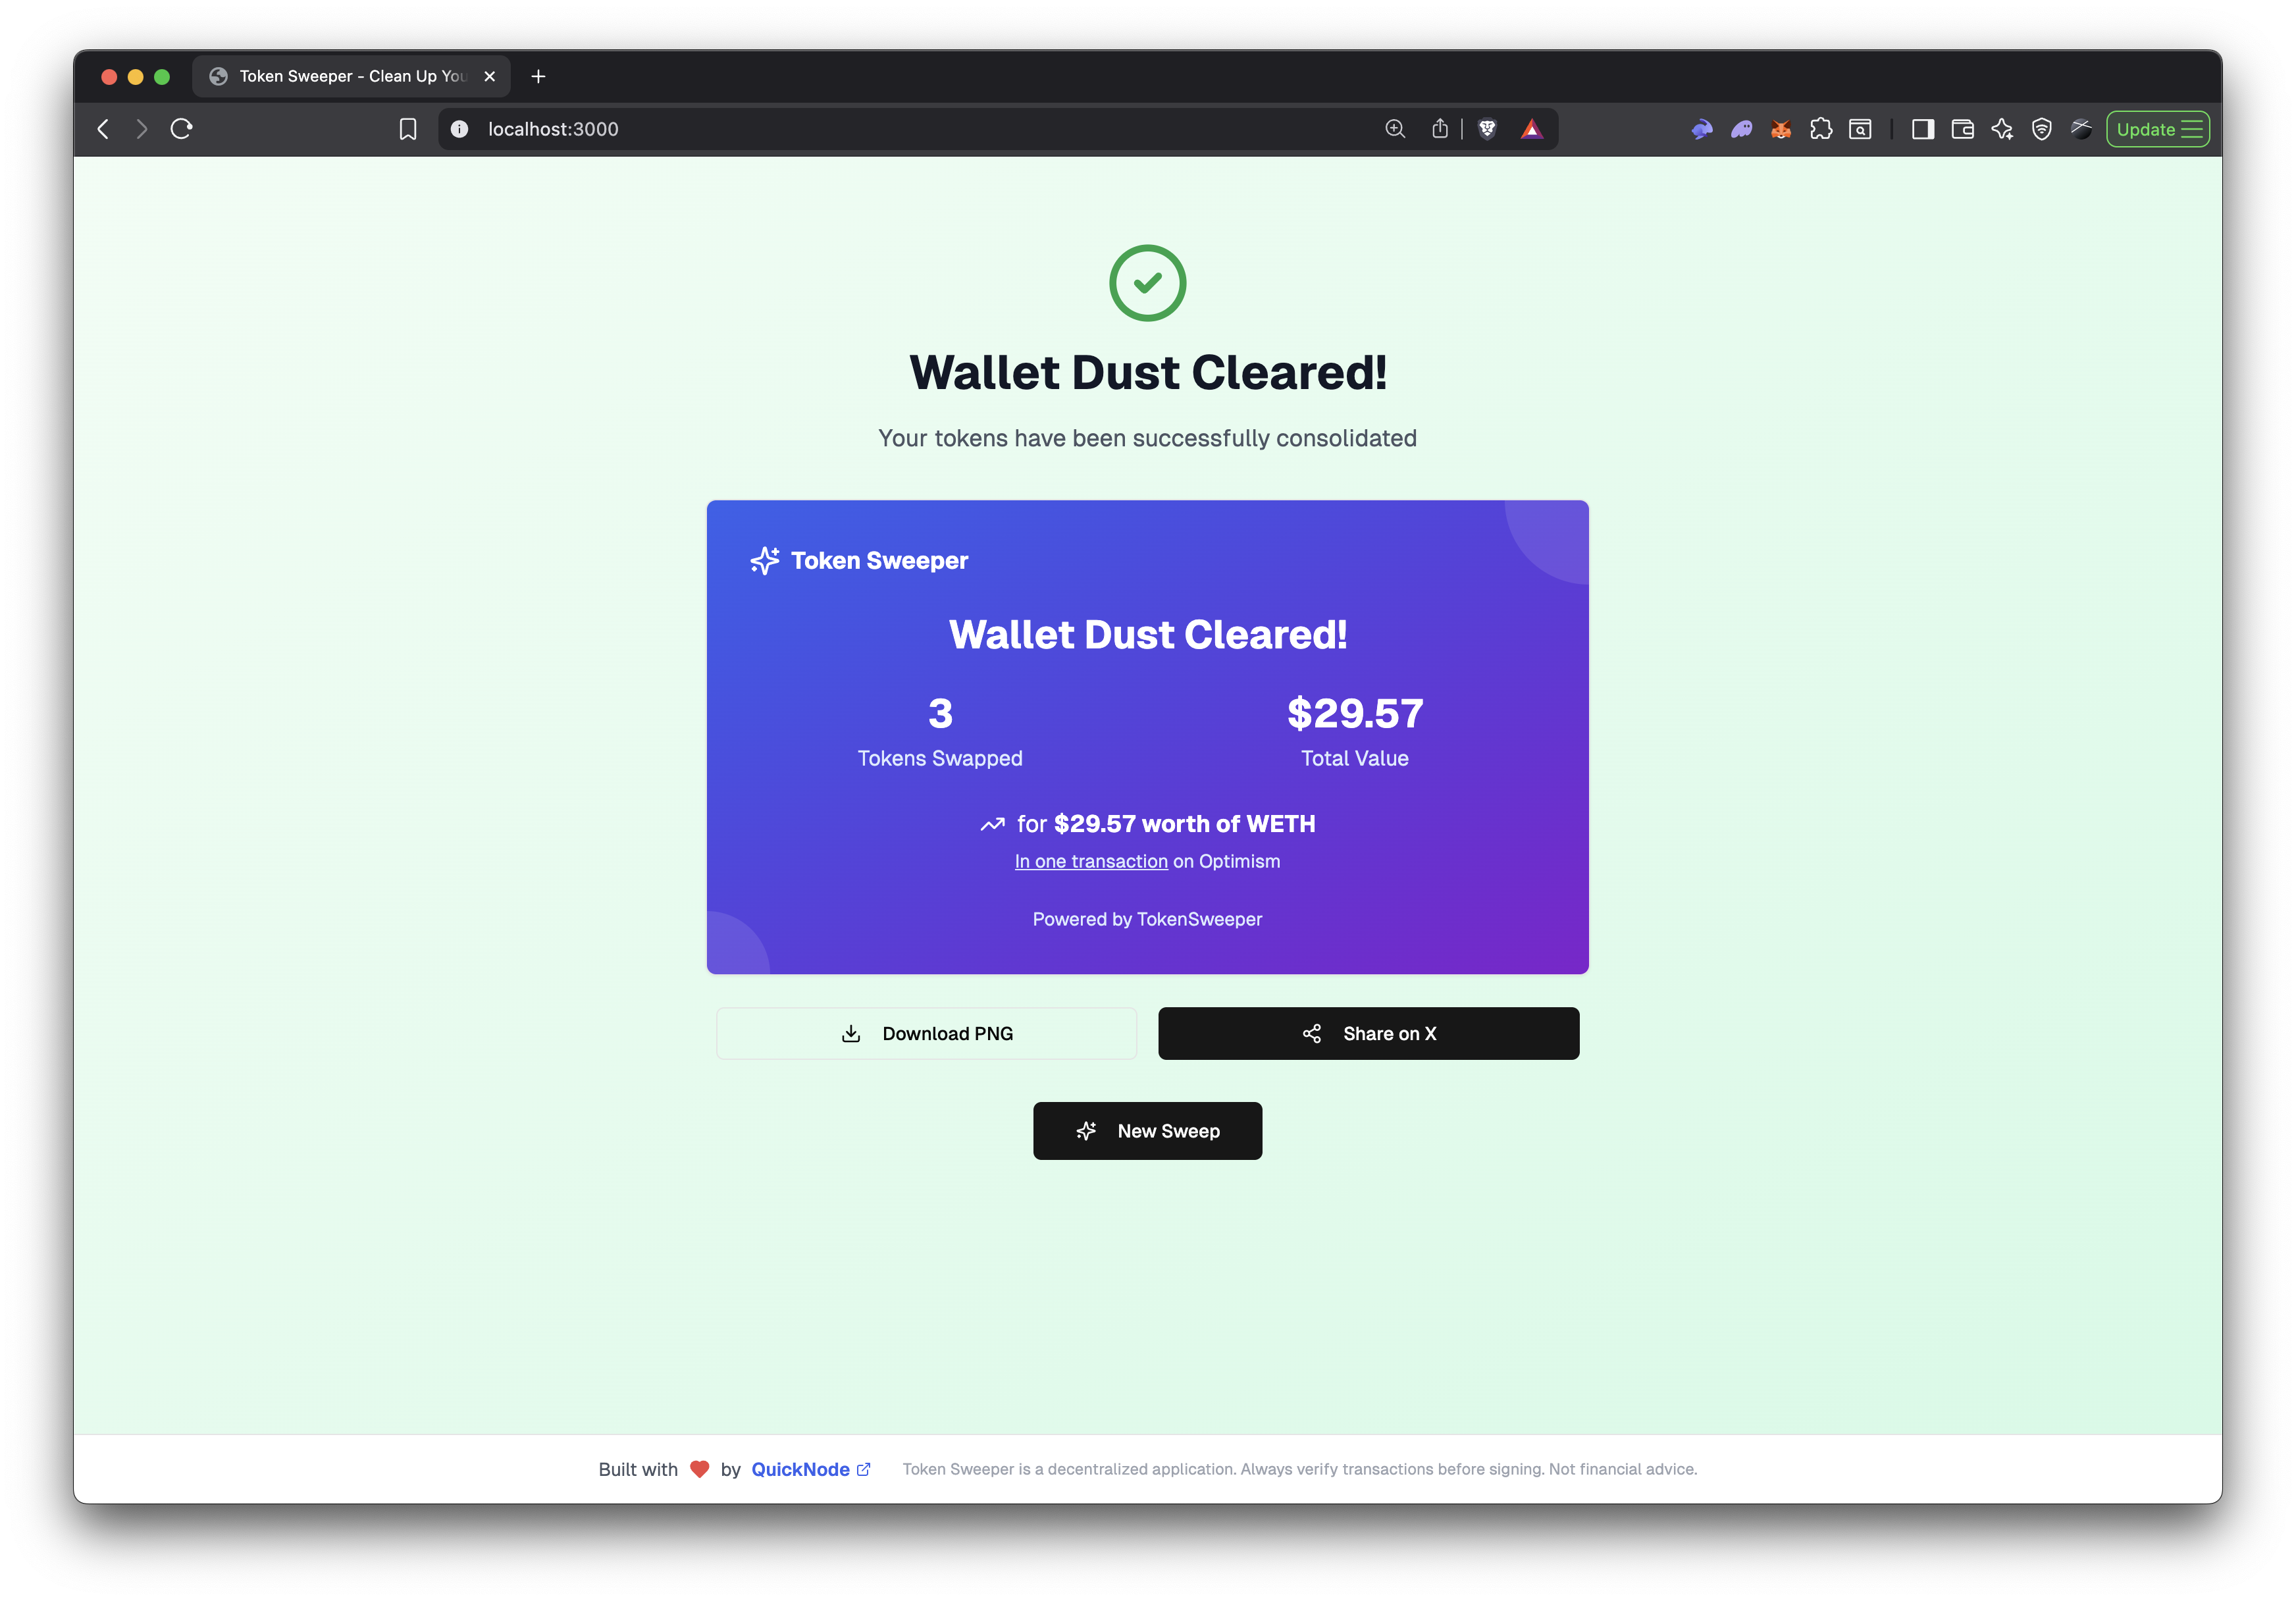 Token Sweeper - Clean Up You
localhost:3000
Update
Wallet Dust Cleared!
Your tokens have been successfully consolidated
Token Sweeper
Wallet Dust Cleared!
3
Tokens Swapped
$29.57
Total Value
for $29.57 worth of WETH
In one transaction on Optimism
Powered by TokenSweeper
Download PNG
Share on X
New Sweep
Built with by QuickNode
Token Sweeper is a decentralized application. Always verify transactions before signing. Not financial advice.